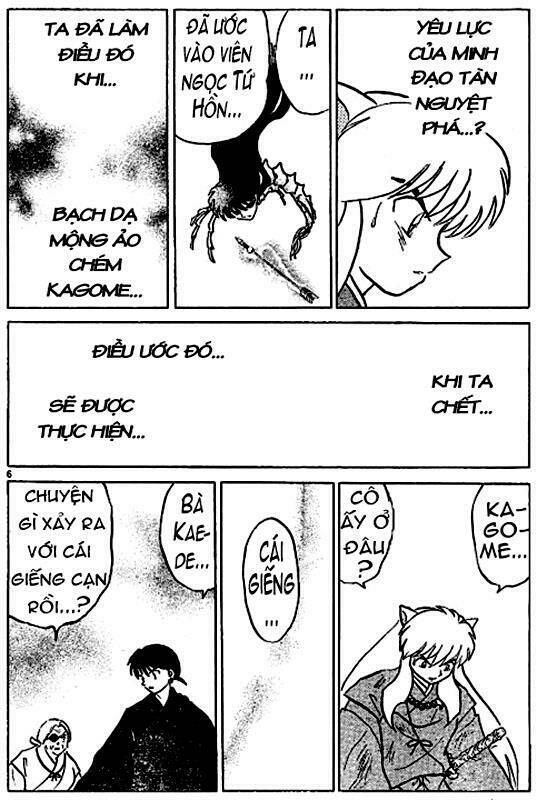 YÊU LỰC
CỦA MINH
ĐẠO TÀN
NGUYỆT
PHÁ...?
TA
...
ĐÃ ƯỚC
VÀO VIÊN
NGỌC TỨ
HỒN...
TA ĐÃ LÀM
ĐIỀU ĐÓ
KHI...
BẠCH DẠ
MỘNG ẢO
CHÉM
KAGOME...
ĐIỀU ƯỚC ĐÓ...
KHI TA
CHẾT...
SẼ ĐƯỢC
THỰC HIỆN...
6
KA-
GO-
ME...
CÔ
ẤY Ở
ĐÂU
?
CÁI
GIẾNG
...
BÀ
KAE-
DE...
CHUYỆN
GÌ XẢY RA
VỚI CÁI
GIẾNG CẠN
RỒI...?